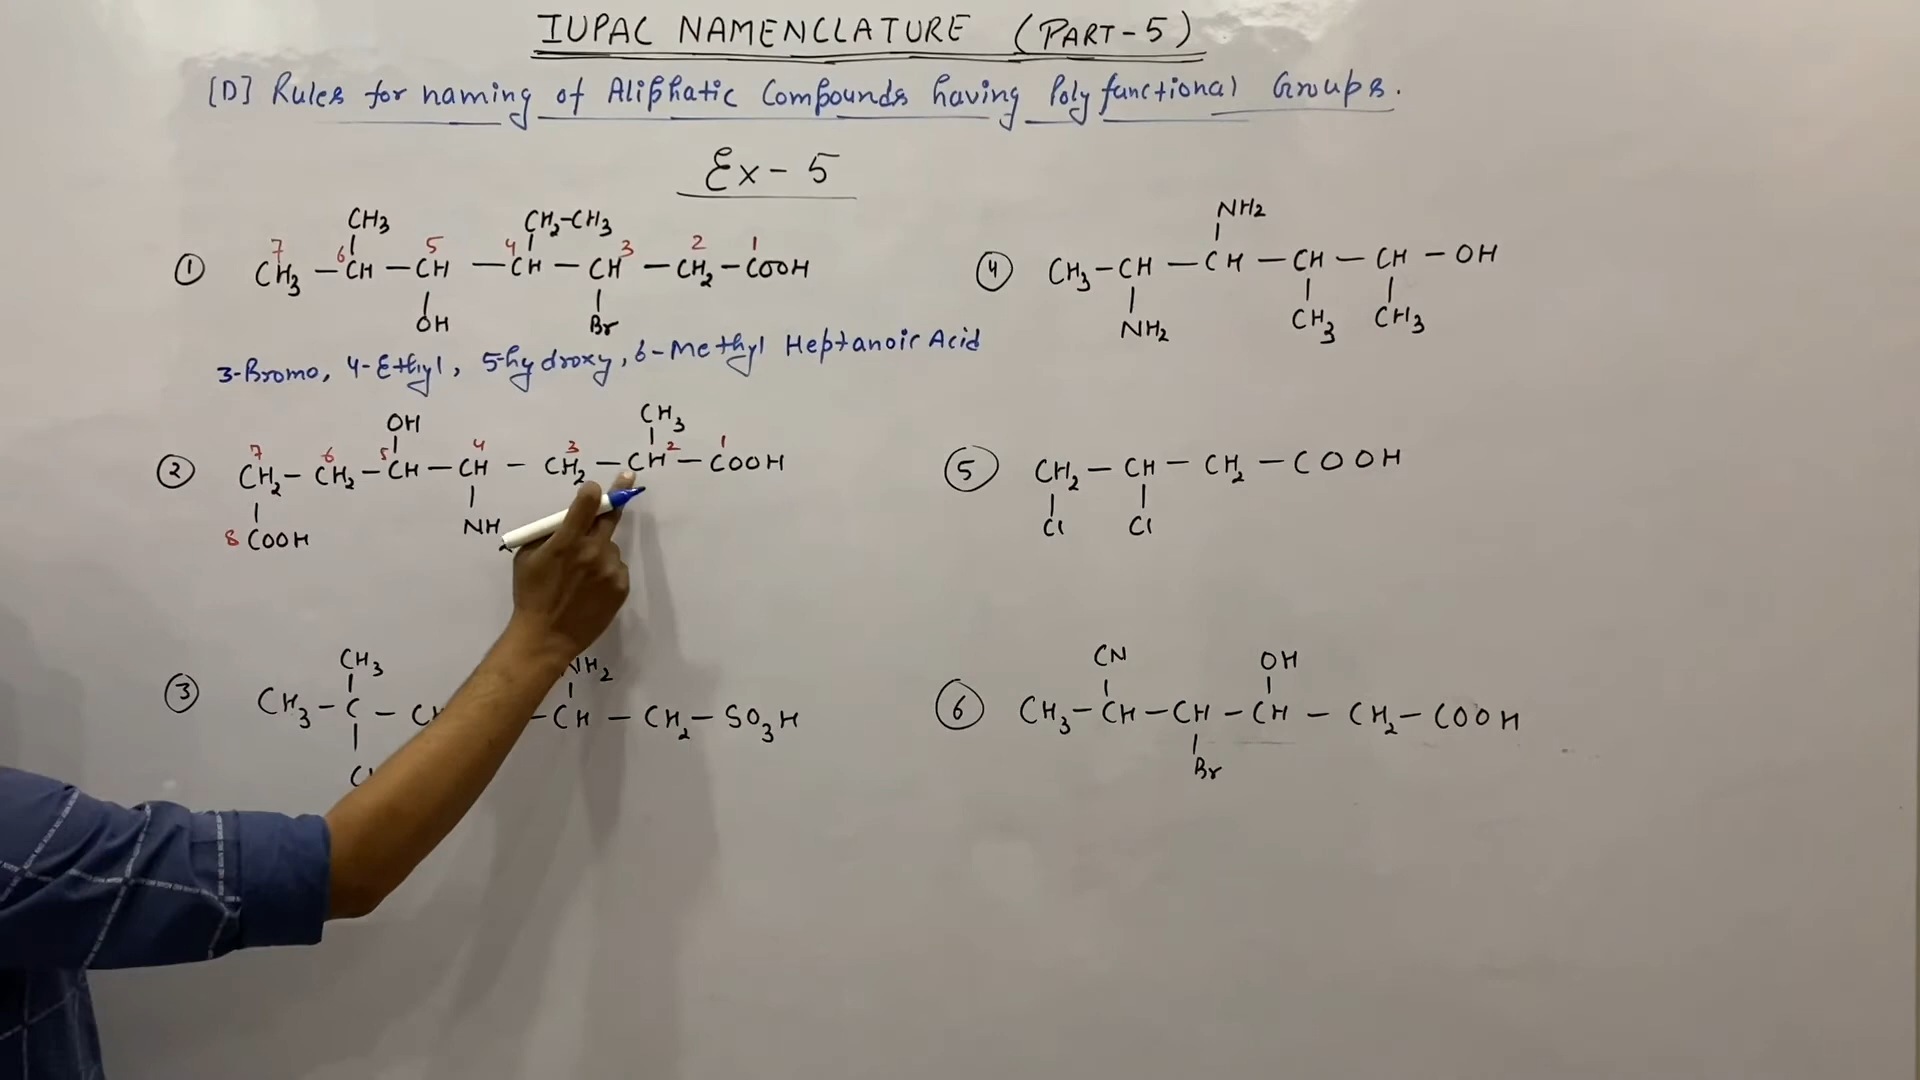 IUPAC NAMENCLATURE (PART-5)
[D] Rules for naming of Aliphatic Compounds having Polyfunctional Groups.
Ex-5
① CH3 CH2-CH3
7 6 5 4 3 2 1
CH3 - CH - CH - CH - CH - CH2 - COOH
OH Br
3-Bromo, 4-Ethyl, 5-hydroxy, 6-Methyl Heptanoic Acid
② OH CH3
7 6 5 4 3 2 1
CH2 - CH2 - CH - CH - CH2 - CH - COOH
8 COOH NH
③ CH3 NH2
CH3 - C - - CH - CH2 - SO3H
④ NH2
CH3 - CH - CH - CH - CH - OH
NH2 CH3 CH3
⑤ CH2 - CH - CH2 - COOH
Cl Cl
⑥ CN OH
CH3 - CH - CH - CH - CH2 - COOH
Br